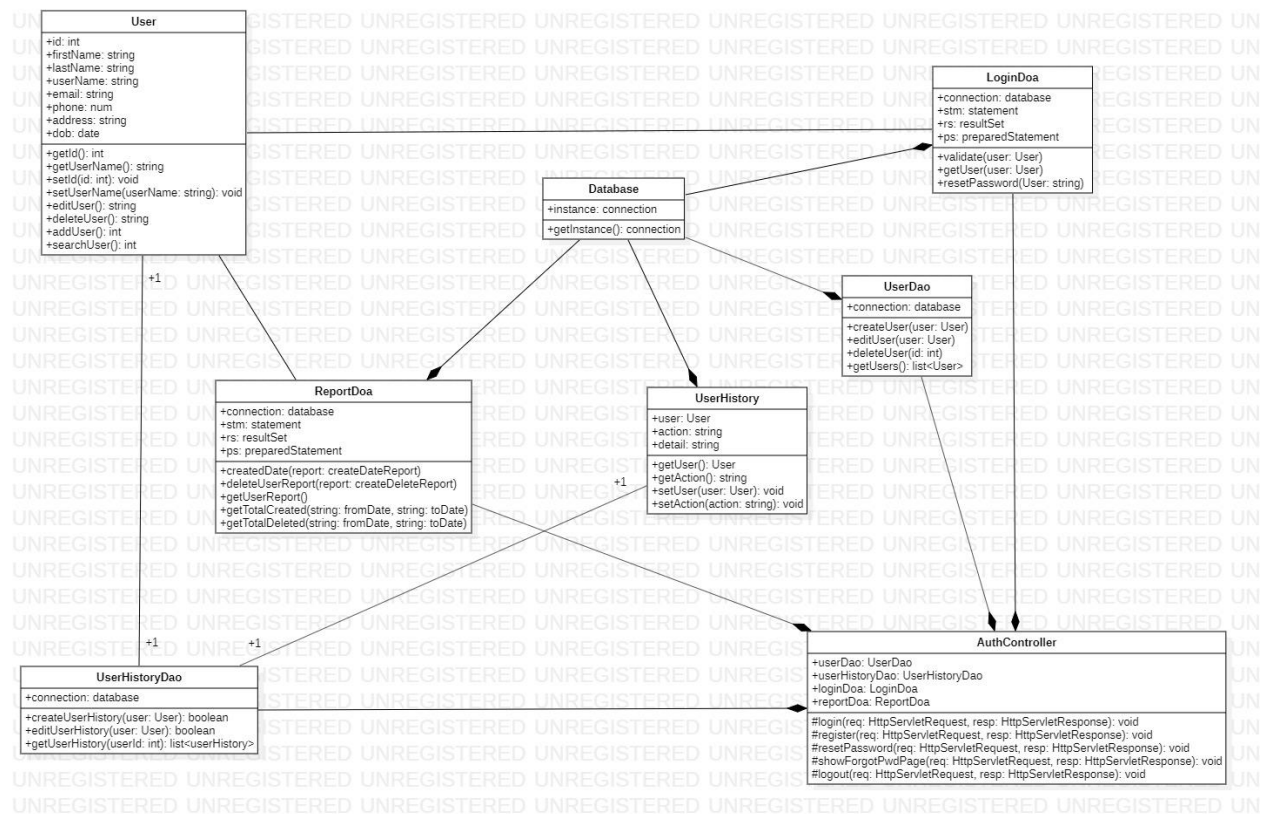 User
+id: int
+firstName: string
+lastName: string
+userName: string
+email: string
+phone: num
+address: string
+dob: date
+getId(): int
+getUserName(): string
+setId(id: int): void
+setUserName(userName: string): void
+editUser(): string
+deleteUser(): string
+addUser(): int
+searchUser(): int
LoginDoa
+connection: database
+stm: statement
+rs: resultSet
+ps: preparedStatement
+validate(user: User)
+getUser(user: User)
+resetPassword(User: string)
Database
+instance: connection
+getInstance(): connection
UserDao
+connection: database
+createUser(user: User)
+editUser(user: User)
+deleteUser(id: int)
+getUsers(): list<User>
+1
ReportDoa
+connection: database
+stm: statement
+rs: resultSet
+ps: preparedStatement
+createdDate(report: createDateReport)
+deleteUserReport(report: createDeleteReport)
+getUserReport()
+getTotalCreated(string: fromDate, string: toDate)
+getTotalDeleted(string: fromDate, string: toDate)
UserHistory
+user: User
+action: string
+detail: string
+getUser(): User
+getAction(): string
+setUser(user: User): void
+setAction(action: string): void
+1
+1
+1
UserHistoryDao
+connection: database
+createUserHistory(user: User): boolean
+editUserHistory(user: User): boolean
+getUserHistory(userId: int): list<userHistory>
AuthController
+userDao: UserDao
+userHistoryDao: UserHistoryDao
+loginDoa: LoginDoa
+reportDoa: ReportDoa
#login(req: HttpServletRequest, resp: HttpServletResponse): void
#register(req: HttpServletRequest, resp: HttpServletResponse): void
#resetPassword(req: HttpServletRequest, resp: HttpServletResponse): void
#showForgotPwdPage(req: HttpServletRequest, resp: HttpServletResponse): void
#logout(req: HttpServletRequest, resp: HttpServletResponse): void
UNREGISTERED UNREGISTERED UNREGISTERED UNREGISTERED UNREGISTERED UNREGISTERED UNREGISTERED UN